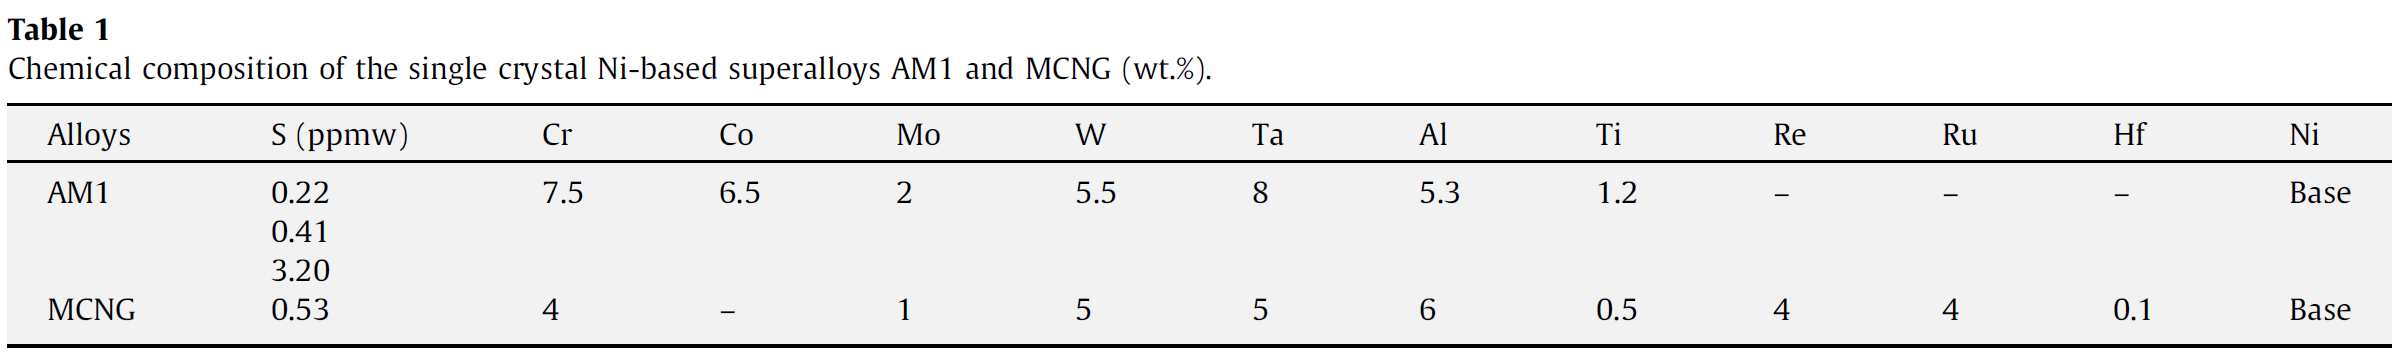 Table 1
Chemical composition of the single crystal Ni-based superalloys AM1 and MCNG (wt.%).
Alloys S (ppmw) Cr Co Mo W Ta Al Ti Re Ru Hf Ni
AM1 0.22 7.5 6.5 2 5.5 8 5.3 1.2 – – – Base
0.41
3.20
MCNG 0.53 4 – 1 5 5 6 0.5 4 4 0.1 Base